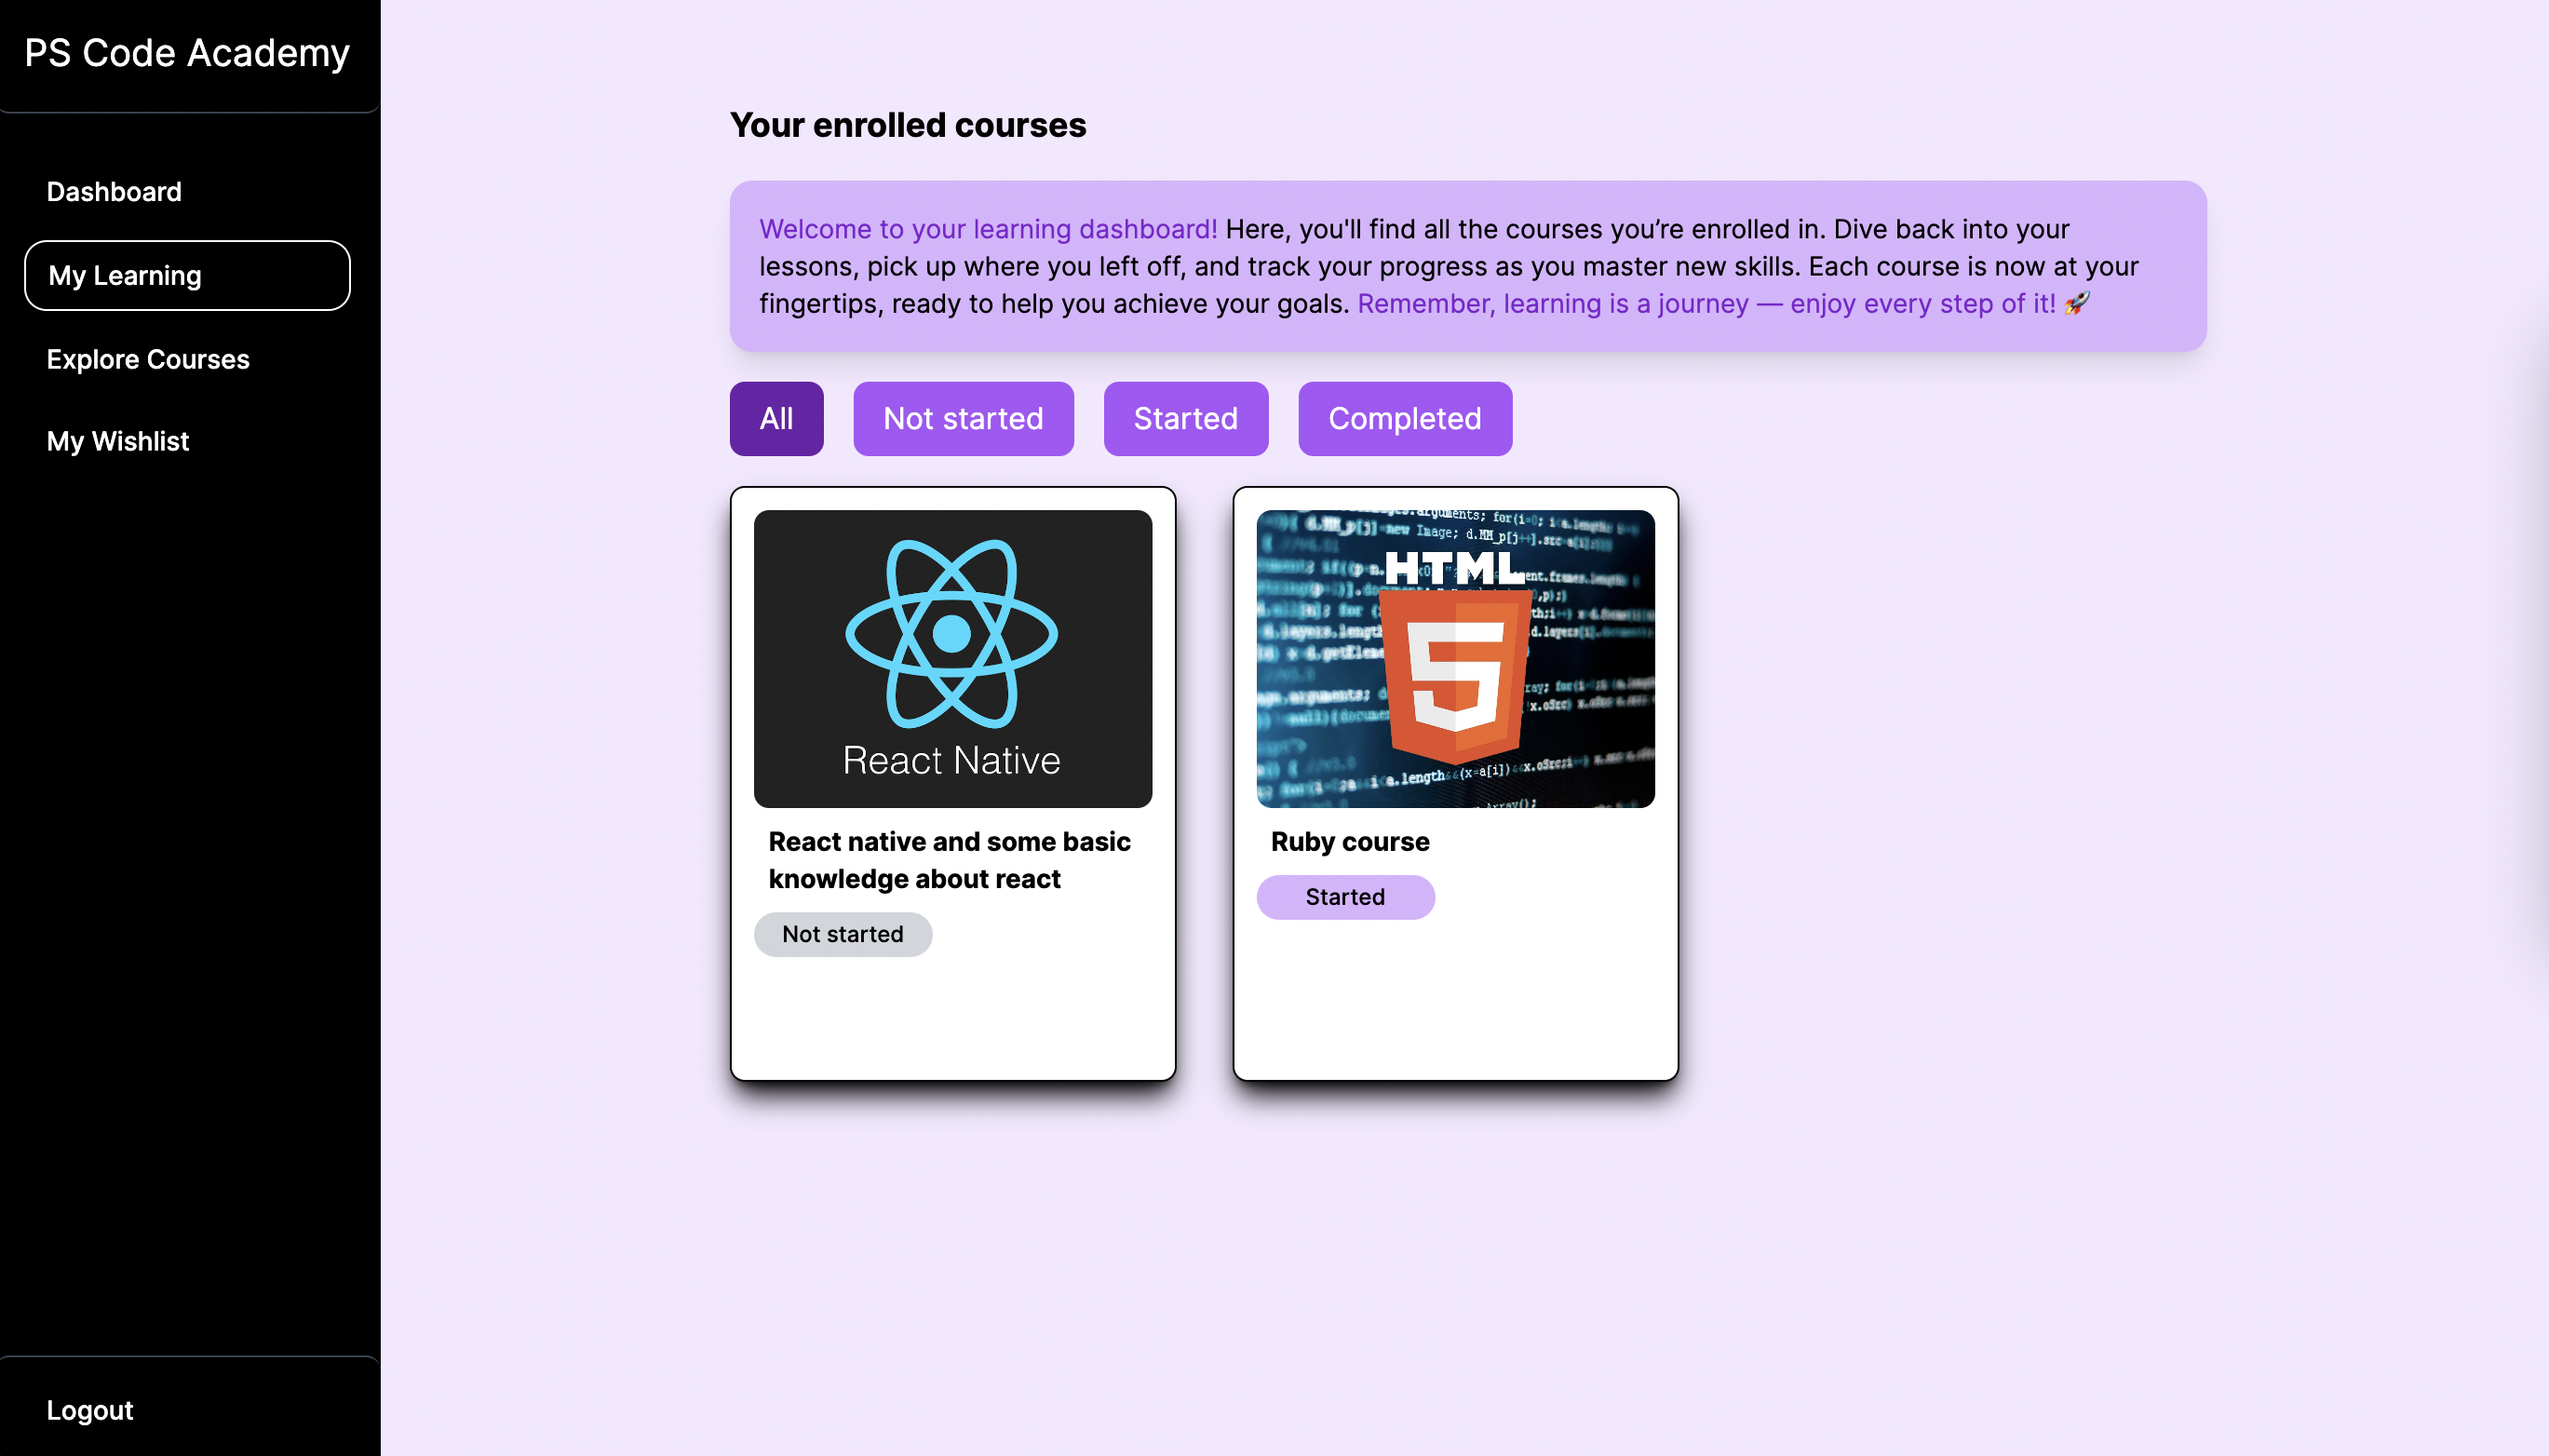 PS Code Academy
Dashboard
My Learning
Explore Courses
My Wishlist
Logout
Your enrolled courses
Welcome to your learning dashboard! Here, you'll find all the courses you’re enrolled in. Dive back into your
lessons, pick up where you left off, and track your progress as you master new skills. Each course is now at your
fingertips, ready to help you achieve your goals. Remember, learning is a journey — enjoy every step of it! 🚀
All
Not started
Started
Completed
React Native
React native and some basic
knowledge about react
Not started
HTML
5
Ruby course
Started